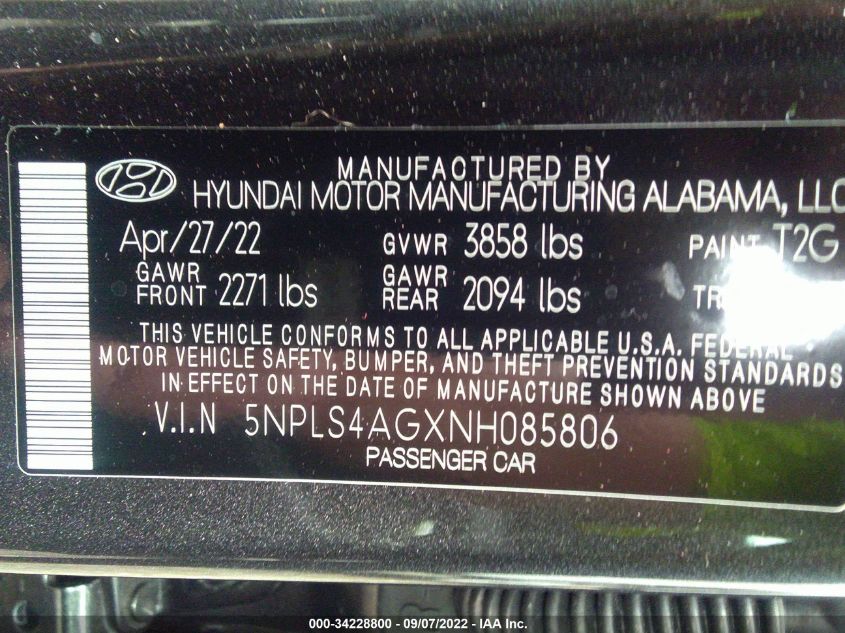 MANUFACTURED BY
HYUNDAI MOTOR MANUFACTURING ALABAMA, LLC
Apr/27/22 GVWR 3858 lbs PAINT T2G
GAWR FRONT 2271 lbs GAWR REAR 2094 lbs
THIS VEHICLE CONFORMS TO ALL APPLICABLE U.S.A. FEDERAL
MOTOR VEHICLE SAFETY, BUMPER, AND THEFT PREVENTION STANDARDS
IN EFFECT ON THE DATE OF MANUFACTURE SHOWN ABOVE
V.I.N 5NPLS4AGXNH085806
PASSENGER CAR
000-34228800 - 09/07/2022 - IAA Inc.